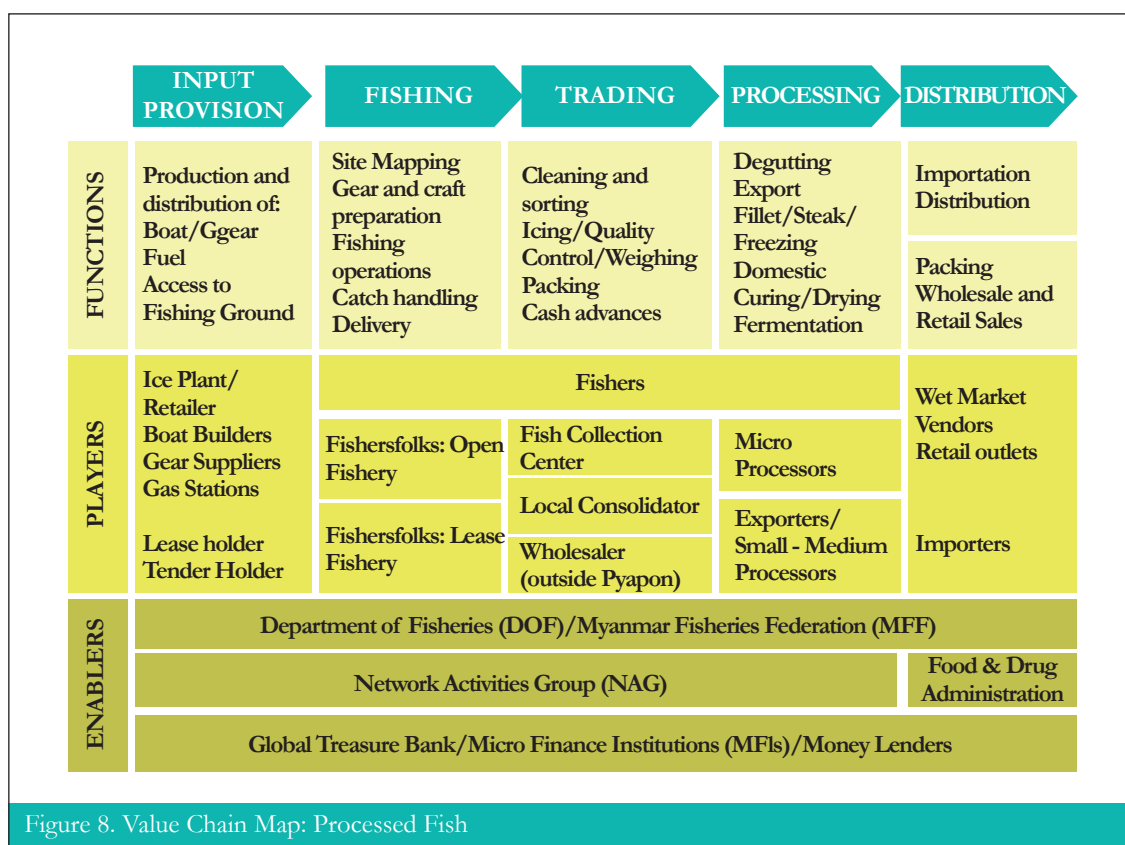 INPUT
PROVISION
FISHING
TRADING
PROCESSING
DISTRIBUTION
FUNCTIONS
Production and
distribution of:
Boat/Ggear
Fuel
Access to
Fishing Ground
Site Mapping
Gear and craft
preparation
Fishing
operations
Catch handling
Delivery
Cleaning and
sorting
Icing/Quality
Control/Weighing
Packing
Cash advances
Degutting
Export
Fillet/Steak/
Freezing
Domestic
Curing/Drying
Fermentation
Importation
Distribution
Packing
Wholesale and
Retail Sales
PLAYERS
Ice Plant/
Retailer
Boat Builders
Gear Suppliers
Gas Stations
Lease holder
Tender Holder
Fishers
Fishersfolks: Open
Fishery
Fishersfolks: Lease
Fishery
Fish Collection
Center
Local Consolidator
Wholesaler
(outside Pyapon)
Micro
Processors
Exporters/
Small - Medium
Processors
Wet Market
Vendors
Retail outlets
Importers
ENABLERS
Department of Fisheries (DOF)/Myanmar Fisheries Federation (MFF)
Network Activities Group (NAG)
Food & Drug
Administration
Global Treasure Bank/Micro Finance Institutions (MFIs)/Money Lenders
Figure 8. Value Chain Map: Processed Fish